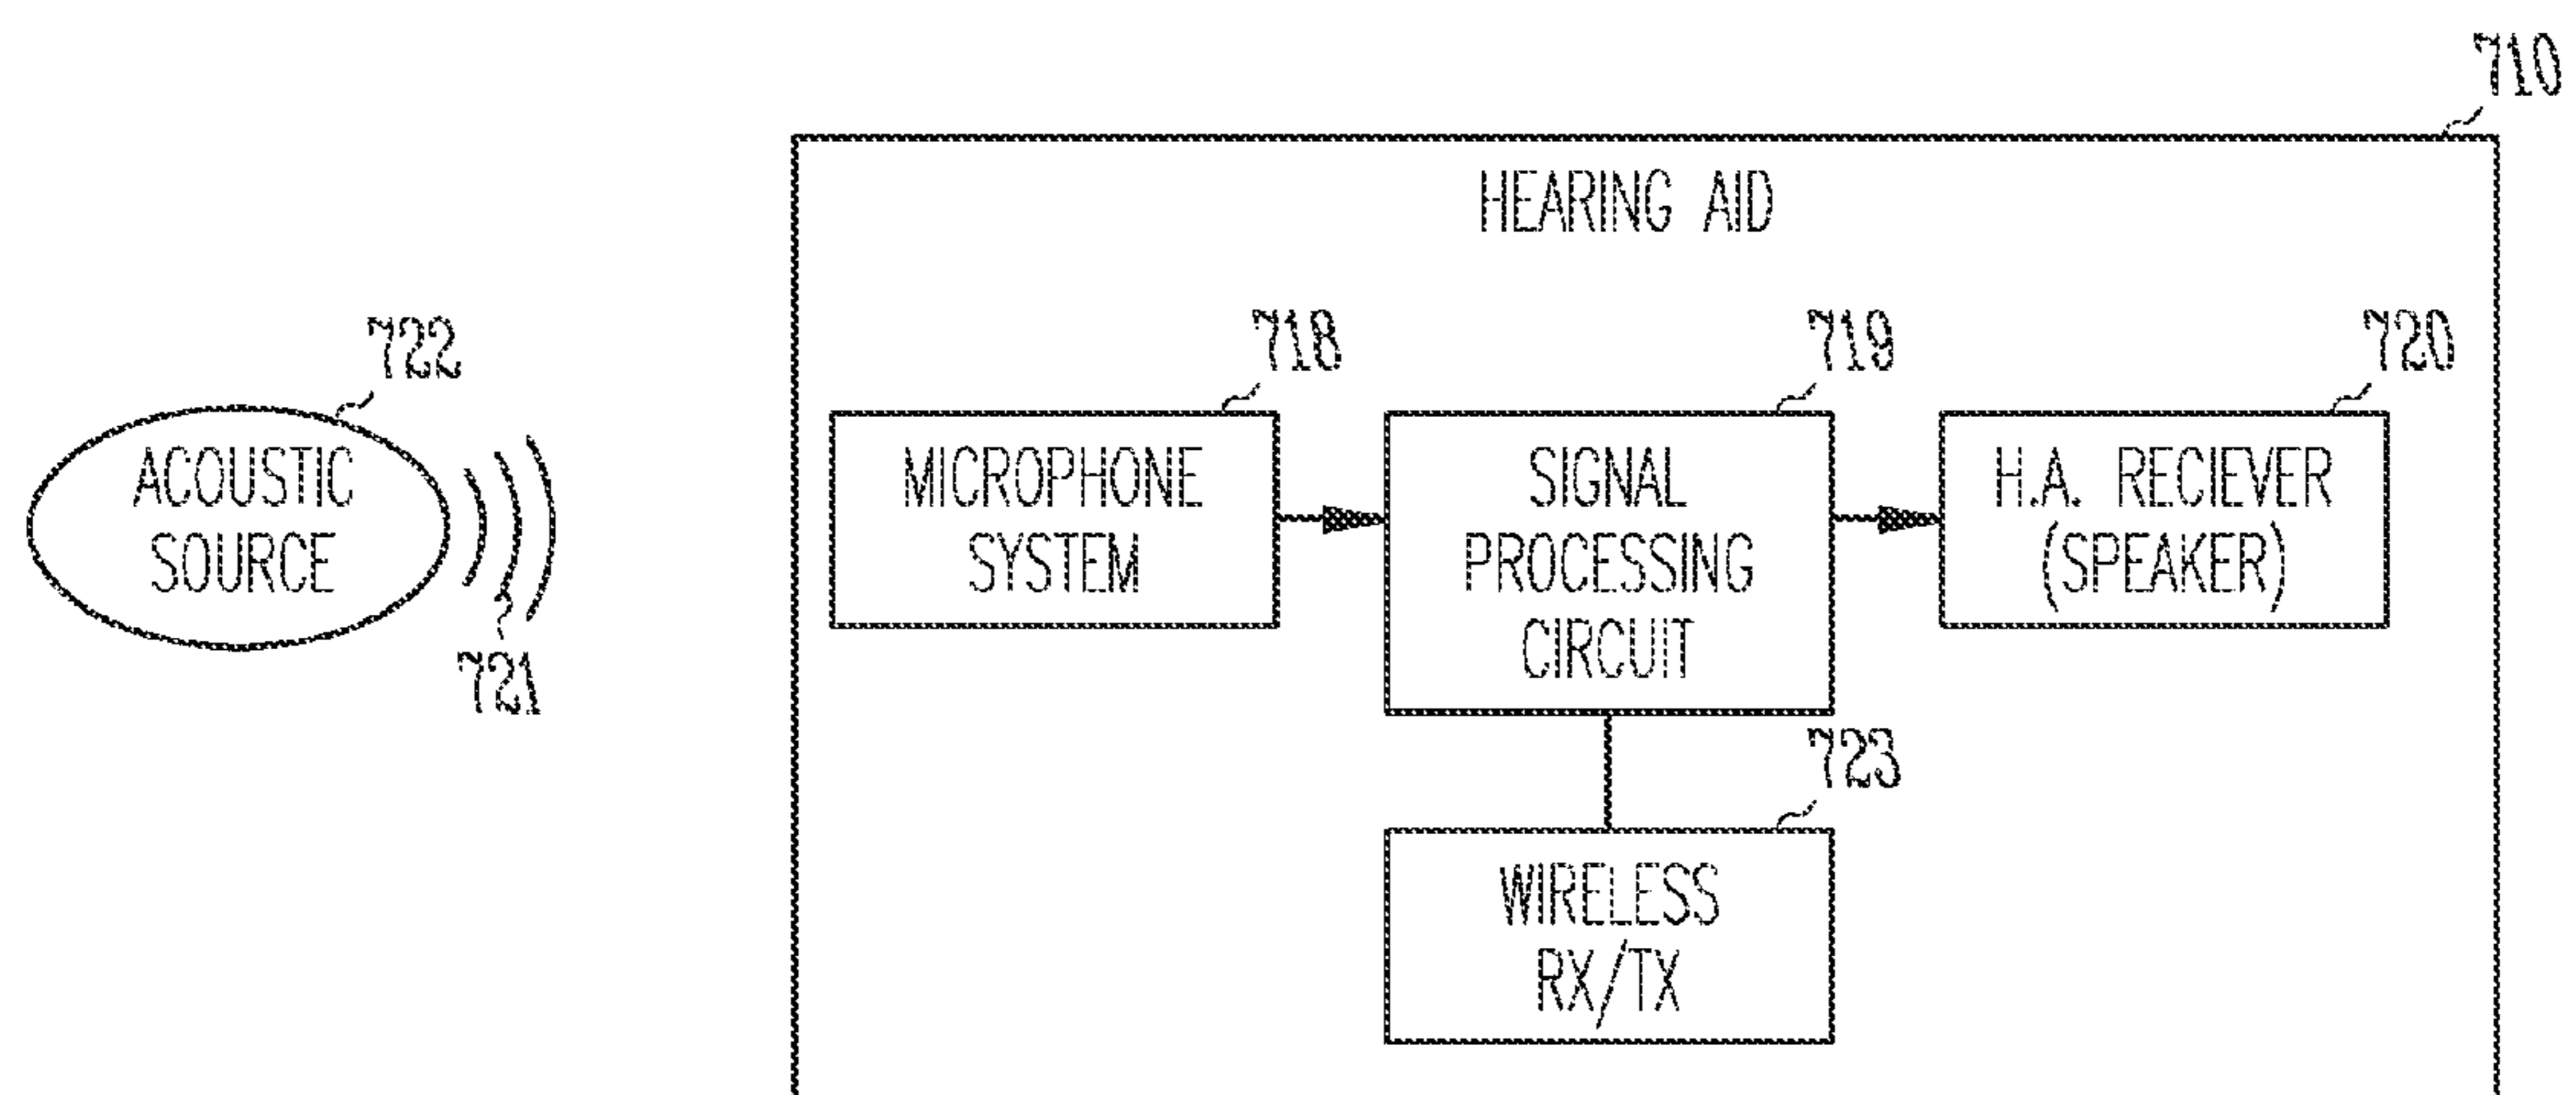 710
HEARING AID
722
718
719
720
ACOUSTIC
SOURCE
MICROPHONE
SYSTEM
SIGNAL
PROCESSING
CIRCUIT
H.A. RECIEVER
(SPEAKER)
721
723
WIRELESS
RX/TX